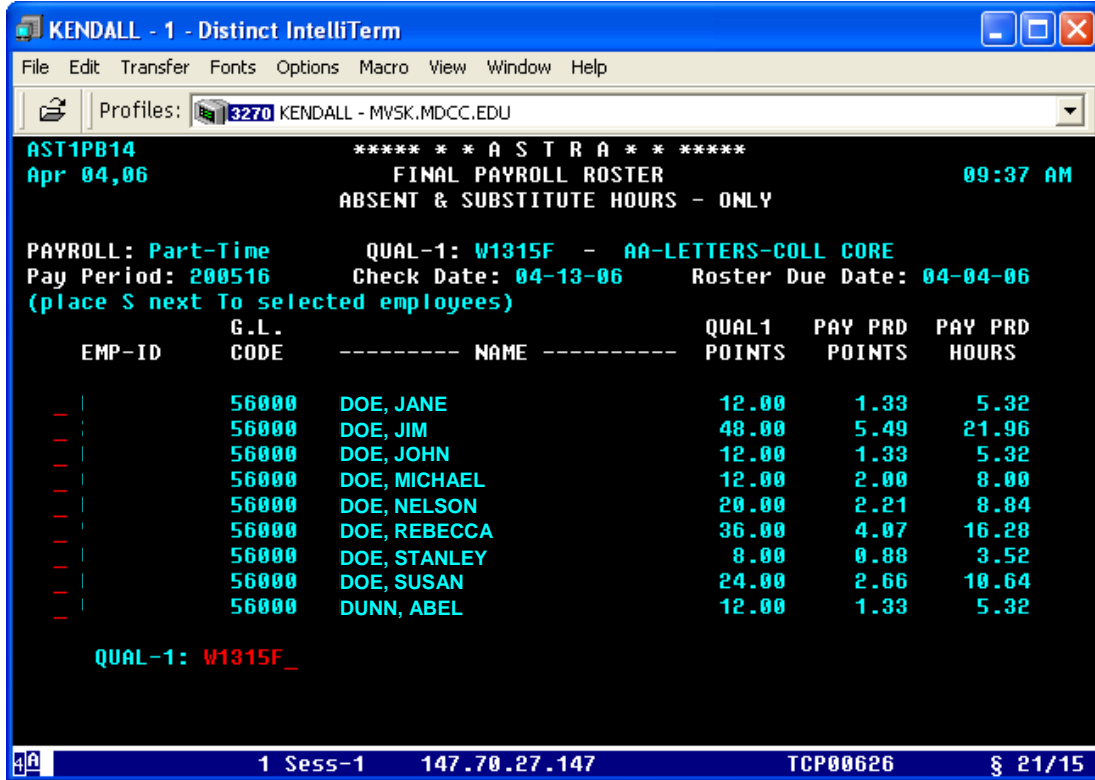 KENDALL - 1 - Distinct IntelliTerm
File Edit Transfer Fonts Options Macro View Window Help
Profiles: 3270 KENDALL - MVSK.MDCC.EDU
AST1PB14 ***** * * A S T R A * * *****
Apr 04,06 FINAL PAYROLL ROSTER 09:37 AM
ABSENT & SUBSTITUTE HOURS - ONLY
PAYROLL: Part-Time QUAL-1: W1315F - AA-LETTERS-COLL CORE
Pay Period: 200516 Check Date: 04-13-06 Roster Due Date: 04-04-06
(place S next To selected employees)
G.L. QUAL1 PAY PRD PAY PRD
EMP-ID CODE --------- NAME ---------- POINTS POINTS HOURS
_ 56000 DOE, JANE 12.00 1.33 5.32
_ 56000 DOE, JIM 48.00 5.49 21.96
_ 56000 DOE, JOHN 12.00 1.33 5.32
_ 56000 DOE, MICHAEL 12.00 2.00 8.00
_ 56000 DOE, NELSON 20.00 2.21 8.84
_ 56000 DOE, REBECCA 36.00 4.07 16.28
_ 56000 DOE, STANLEY 8.00 0.88 3.52
_ 56000 DOE, SUSAN 24.00 2.66 10.64
_ 56000 DUNN, ABEL 12.00 1.33 5.32
QUAL-1: W1315F_
4A 1 Sess-1 147.70.27.147 TCP00626 § 21/15